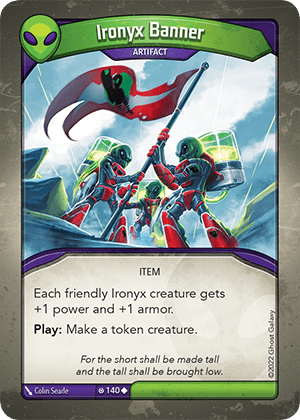 Ironyx Banner
ARTIFACT
ITEM
Each friendly Ironyx creature gets
+1 power and +1 armor.
Play: Make a token creature.
For the short shall be made tall
and the tall shall be brought low.
©2022 Ghost Galaxy
Colin Searle
140